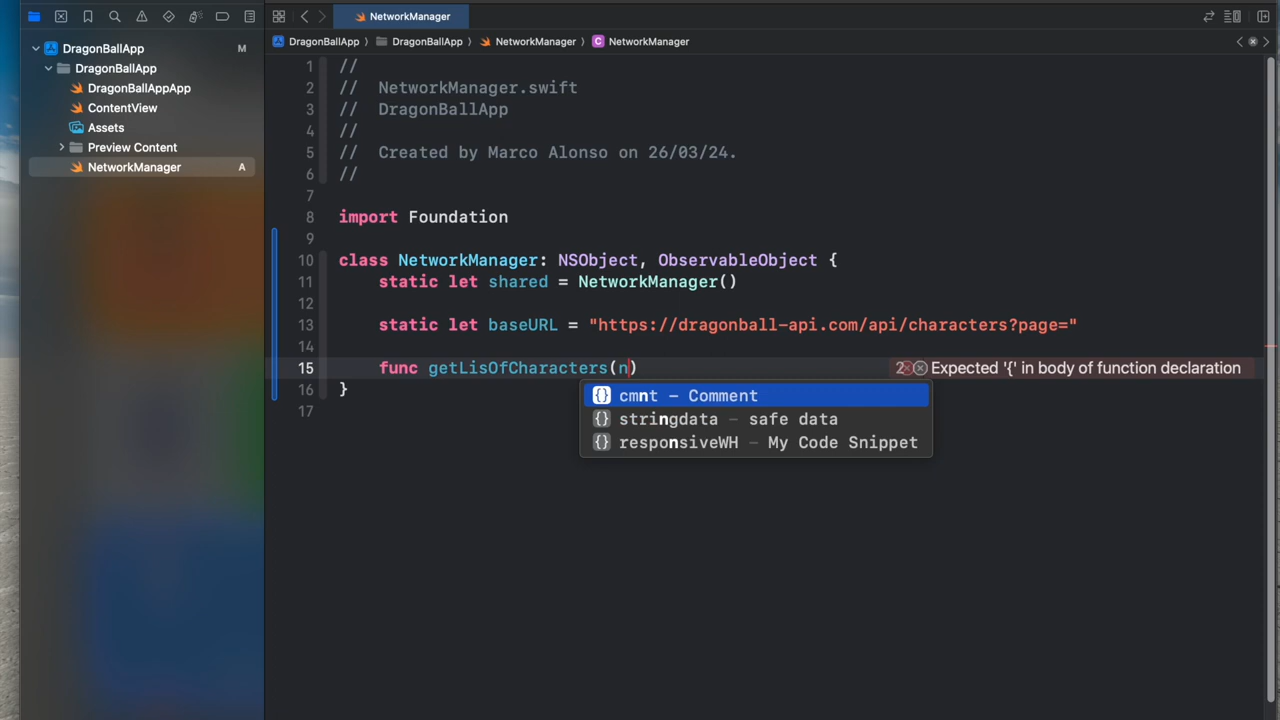 NetworkManager
DragonBallApp
M
DragonBallApp
DragonBallAppApp
ContentView
Assets
Preview Content
NetworkManager
A
DragonBallApp 〉 DragonBallApp 〉 NetworkManager 〉 C NetworkManager
1 //
2 //  NetworkManager.swift
3 //  DragonBallApp
4 //
5 //  Created by Marco Alonso on 26/03/24.
6 //
7
8 import Foundation
9
10 class NetworkManager: NSObject, ObservableObject {
11     static let shared = NetworkManager()
12
13     static let baseURL = "https://dragonball-api.com/api/characters?page="
14
15     func getLisOfCharacters(n) 2 Expected '{' in body of function declaration
16 }
17
{} cmnt – Comment
{} stringdata – safe data
{} responsiveWH – My Code Snippet